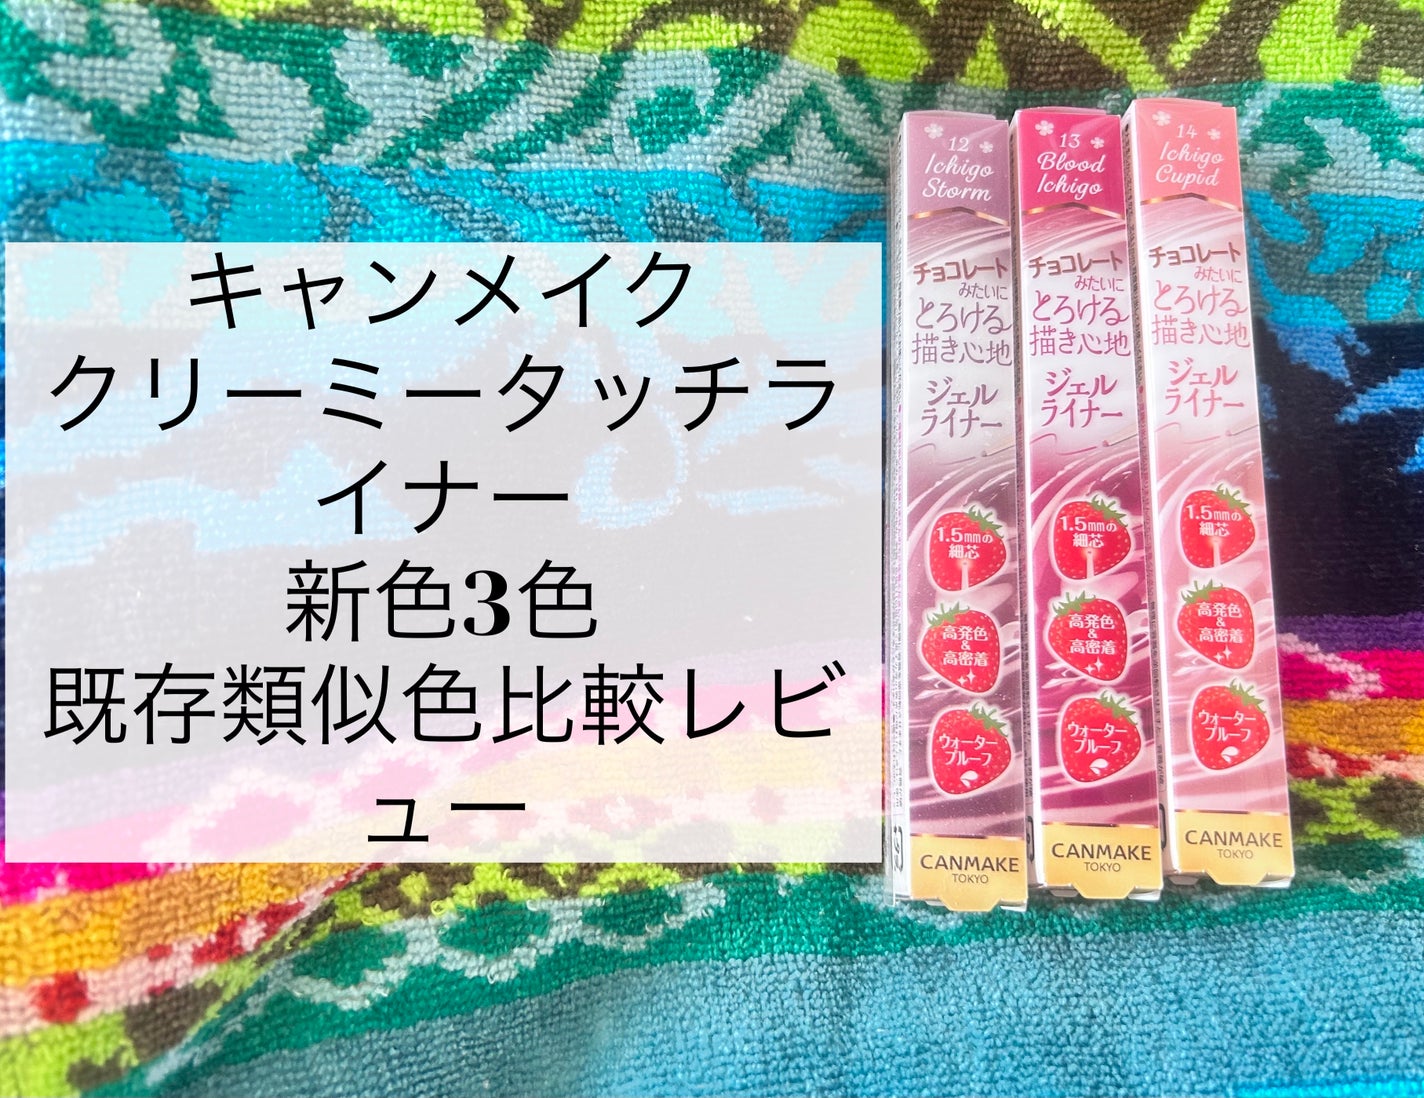 キャンメイク
クリーミータッチラ
イナー
新色3色
既存類似色比較レビ
ュー
12
Ichigo
Storm
チョコレート
みたいに
とろける
描き心地
ジェル
ライナー
1.5mmの
細芯
高発色
&
高密着
ウォーター
プルーフ
CANMAKE
TOKYO
13
Blood
Ichigo
チョコレート
みたいに
とろける
描き心地
ジェル
ライナー
1.5mmの
細芯
高発色
&
高密着
ウォーター
プルーフ
CANMAKE
TOKYO
14
Ichigo
Cupid
チョコレート
みたいに
とろける
描き心地
ジェル
ライナー
1.5mmの
細芯
高発色
&
高密着
ウォーター
プルーフ
CANMAKE
TOKYO